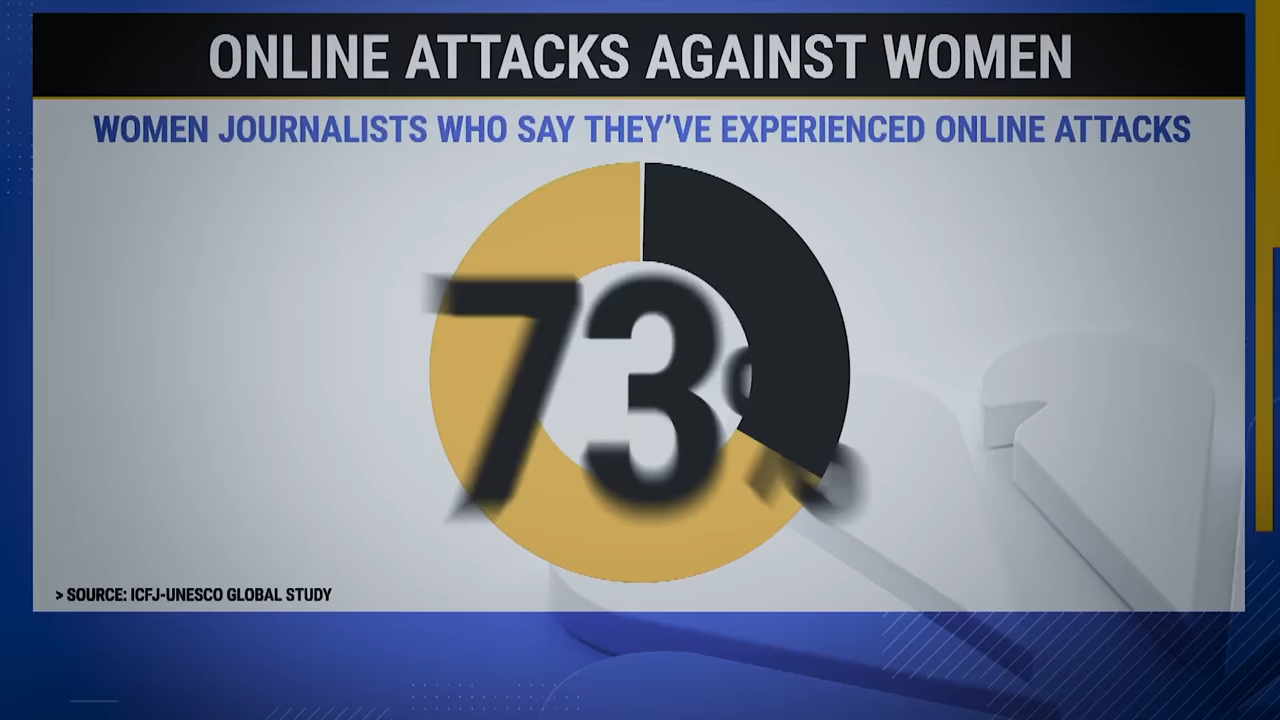 ONLINE ATTACKS AGAINST WOMEN
WOMEN JOURNALISTS WHO SAY THEY'VE EXPERIENCED ONLINE ATTACKS
73%
> SOURCE: ICFJ-UNESCO GLOBAL STUDY